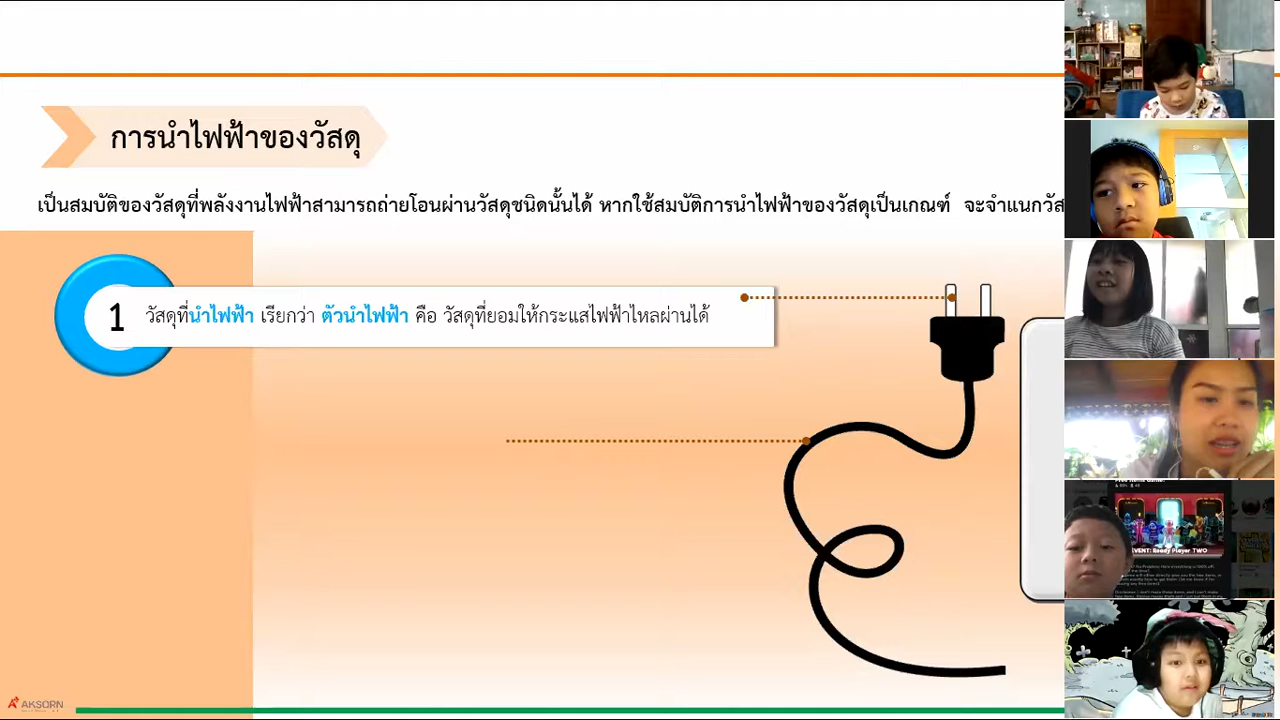 การนำไฟฟ้าของวัสดุ
เป็นสมบัติของวัสดุที่พลังงานไฟฟ้าสามารถถ่ายโอนผ่านวัสดุชนิดนั้นได้ หากใช้สมบัติการนำไฟฟ้าของวัสดุเป็นเกณฑ์ จะจำแนกวัส
1 วัสดุที่นำไฟฟ้า เรียกว่า ตัวนำไฟฟ้า คือ วัสดุที่ยอมให้กระแสไฟฟ้าไหลผ่านได้
EVENT: Ready Player TWO
AKSORN